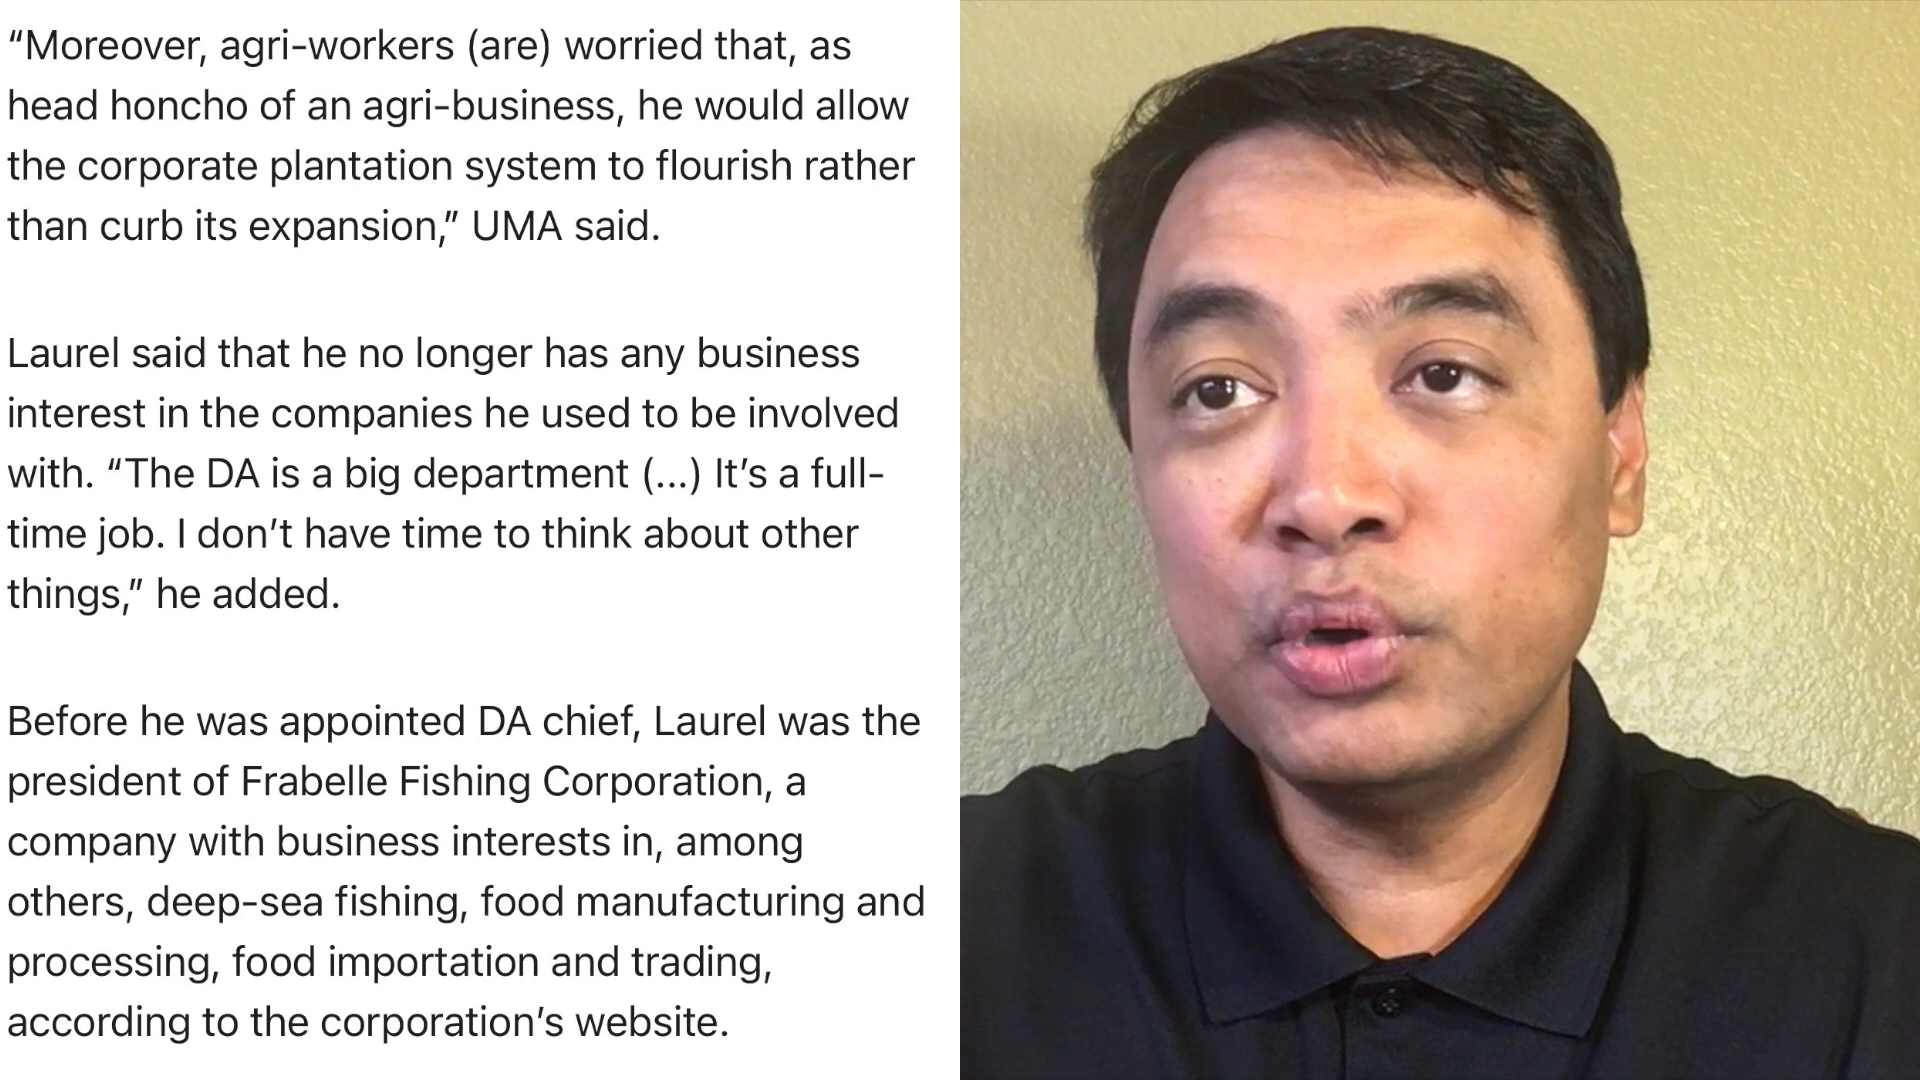 “Moreover, agri-workers (are) worried that, as
head honcho of an agri-business, he would allow
the corporate plantation system to flourish rather
than curb its expansion,” UMA said.
Laurel said that he no longer has any business
interest in the companies he used to be involved
with. “The DA is a big department (...) It’s a full-
time job. I don’t have time to think about other
things,” he added.
Before he was appointed DA chief, Laurel was the
president of Frabelle Fishing Corporation, a
company with business interests in, among
others, deep-sea fishing, food manufacturing and
processing, food importation and trading,
according to the corporation’s website.